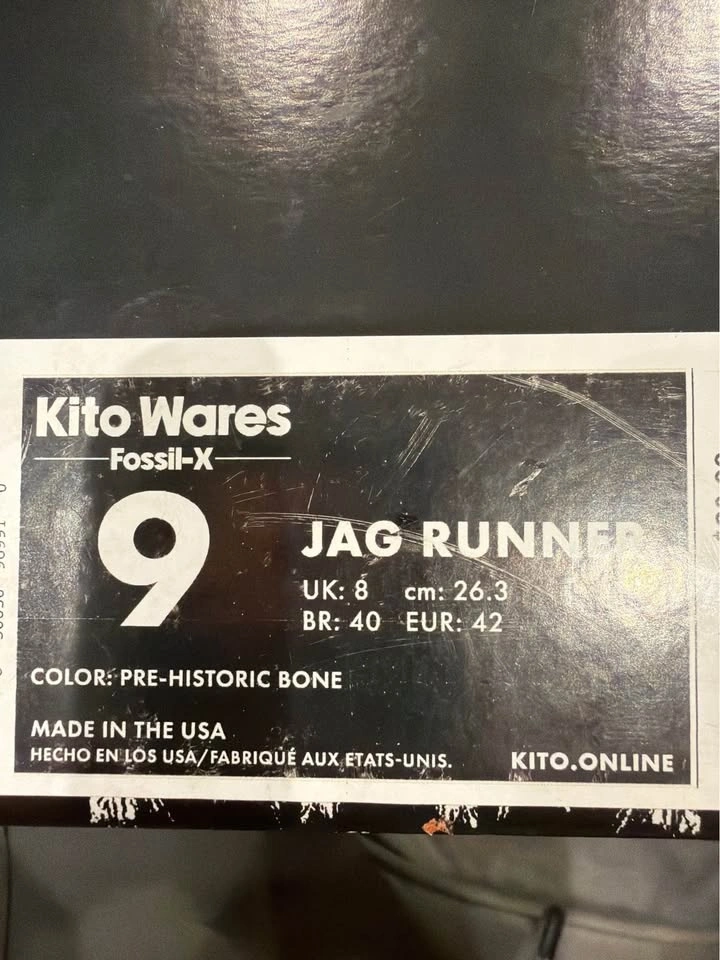 Kito Wares
Fossil-X
9
JAG RUNNER
UK: 8 cm: 26.3
BR: 40 EUR: 42
COLOR: PRE-HISTORIC BONE
MADE IN THE USA
HECHO EN LOS USA/FABRIQUÉ AUX ETATS-UNIS.
KITO.ONLINE